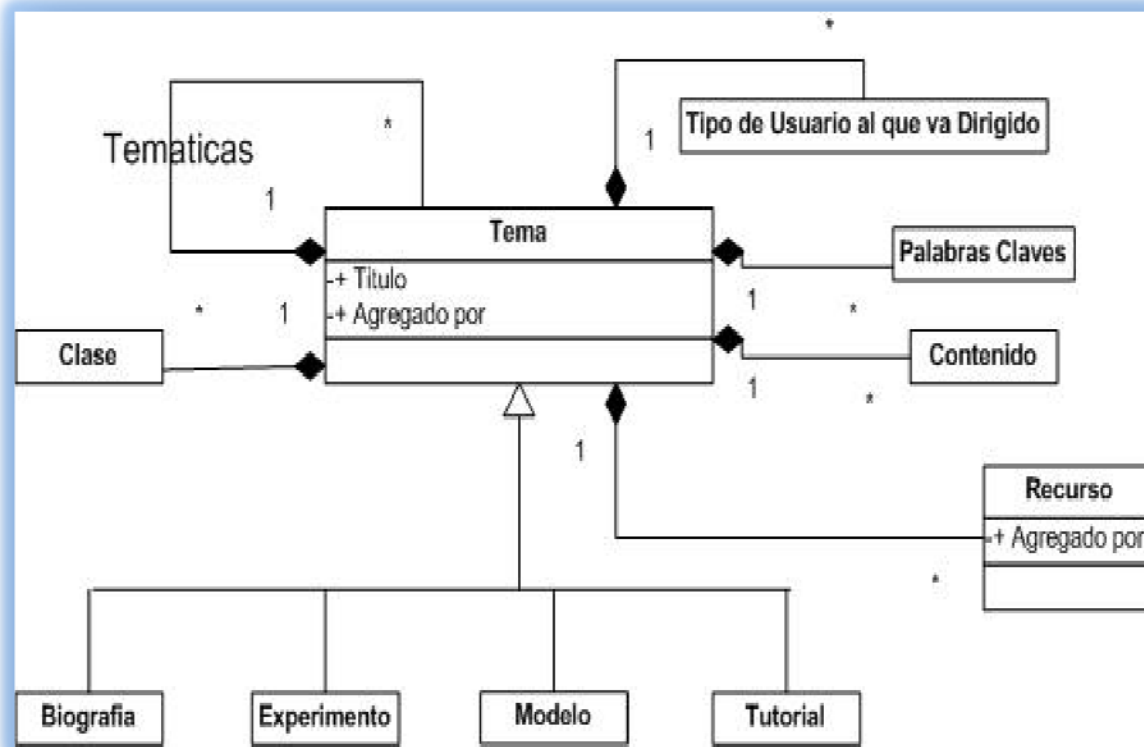 *
Tipo de Usuario al que va Dirigido
1
Tematicas
*
1
Tema
-+ Titulo
-+ Agregado por
Palabras Claves
1
*
Contenido
1
*
Clase
*
1
1
Recurso
-+ Agregado por
*
Biografia
Experimento
Modelo
Tutorial